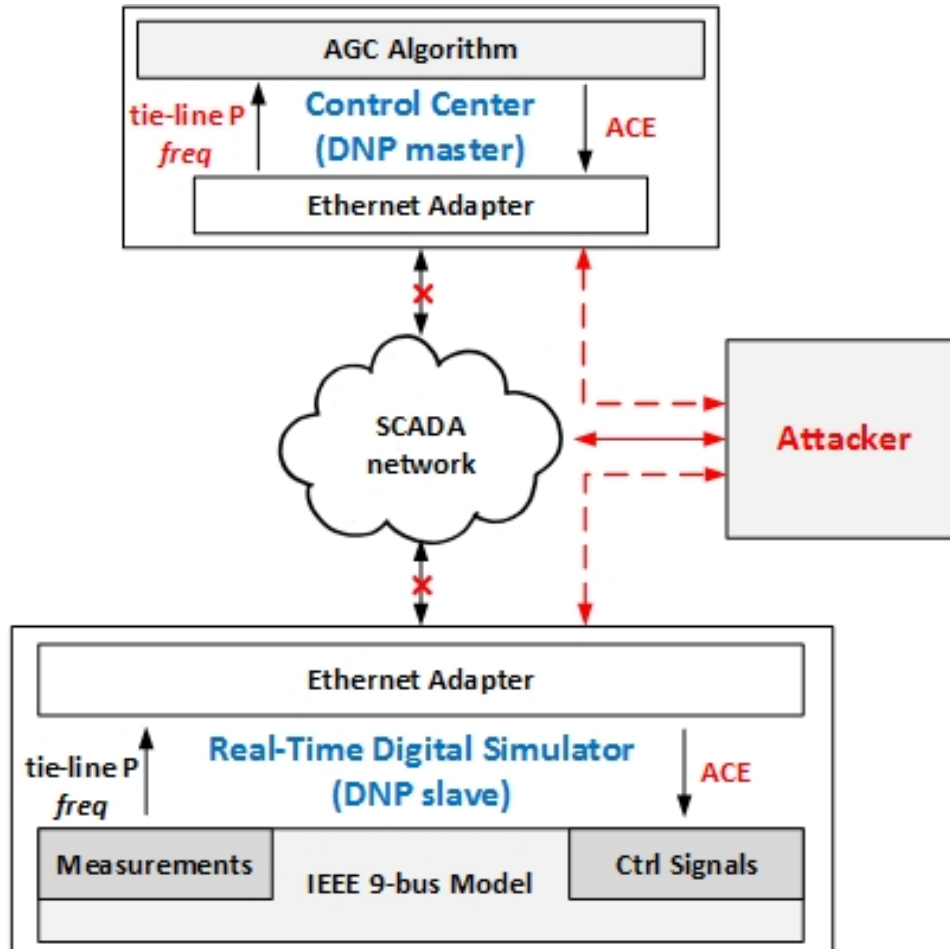 AGC Algorithm
tie-line P
freq
Control Center
(DNP master)
ACE
Ethernet Adapter
SCADA
network
Attacker
Ethernet Adapter
tie-line P
freq
Real-Time Digital Simulator
(DNP slave)
ACE
Measurements
IEEE 9-bus Model
Ctrl Signals